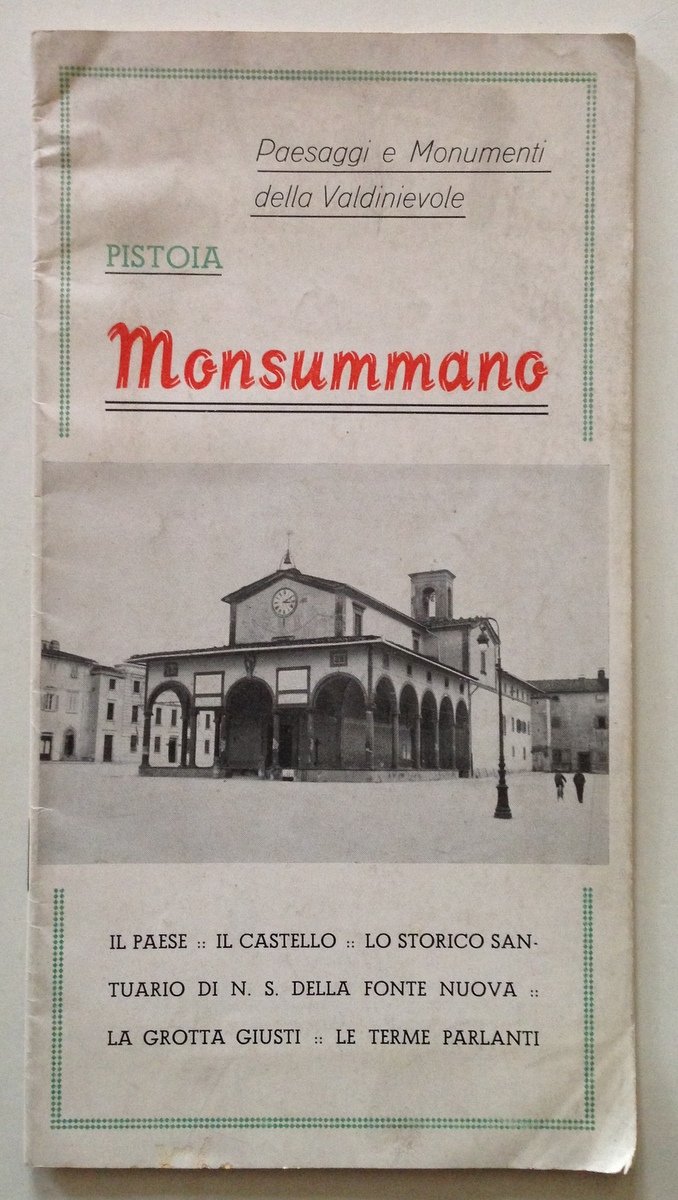 Paesaggi e Monumenti
della Valdinievole
PISTOIA
Monsummano
IL PAESE :: IL CASTELLO :: LO STORICO SAN-
TUARIO DI N. S. DELLA FONTE NUOVA ::
LA GROTTA GIUSTI :: LE TERME PARLANTI